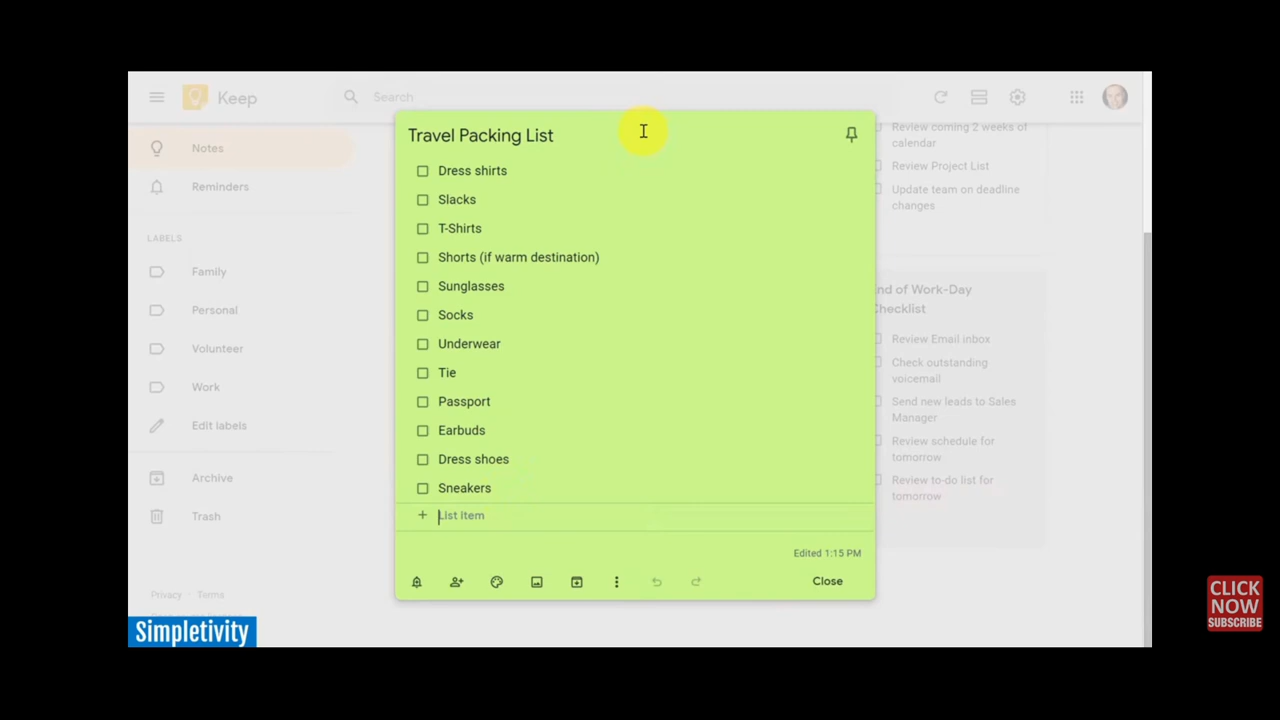 Keep
Search
Notes
Reminders
LABELS
Family
Personal
Volunteer
Work
Edit labels
Archive
Trash
Privacy · Terms
Travel Packing List
Dress shirts
Slacks
T-Shirts
Shorts (if warm destination)
Sunglasses
Socks
Underwear
Tie
Passport
Earbuds
Dress shoes
Sneakers
+ List item
Edited 1:15 PM
Close
Review coming 2 weeks of
calendar
Review Project List
Update team on deadline
changes
End of Work-Day
Checklist
Review Email inbox
Check outstanding
voicemail
Send new leads to Sales
Manager
Review schedule for
tomorrow
Review to-do list for
tomorrow
Simpletivity
CLICK
NOW
SUBSCRIBE